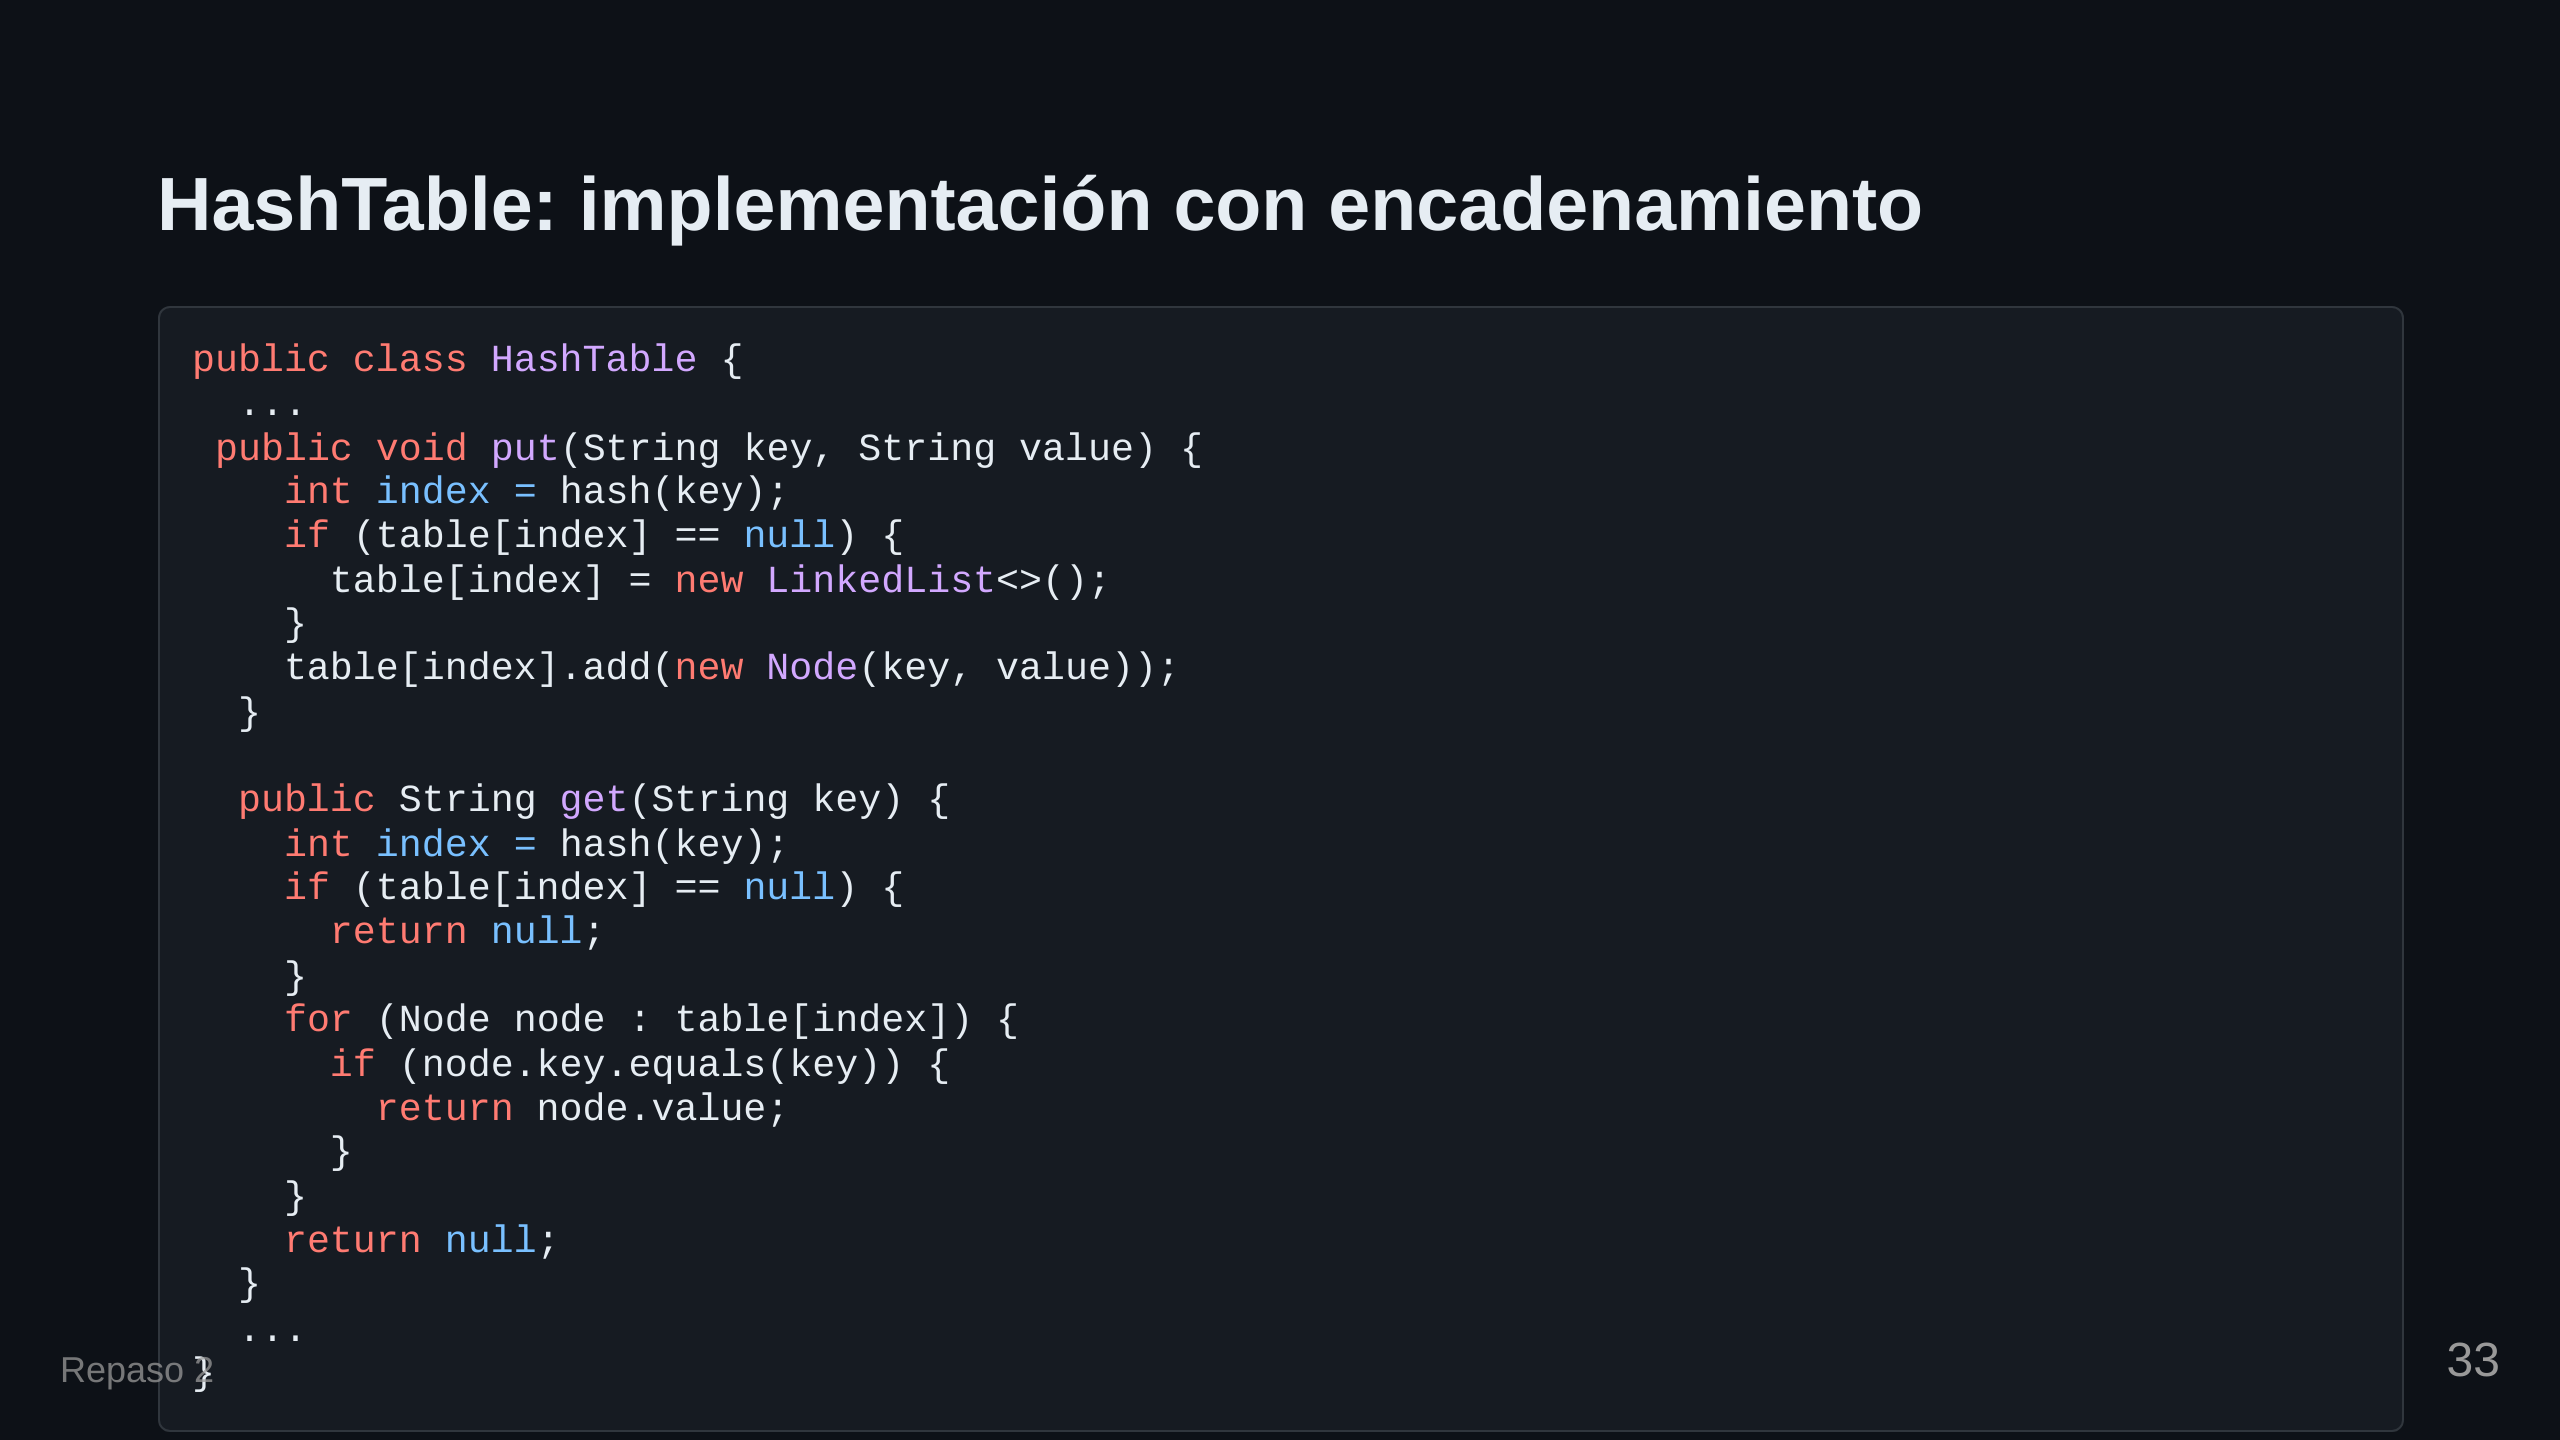 HashTable: implementación con encadenamiento
public class HashTable {
  ...
 public void put(String key, String value) {
    int index = hash(key);
    if (table[index] == null) {
      table[index] = new LinkedList<>();
    }
    table[index].add(new Node(key, value));
  }

  public String get(String key) {
    int index = hash(key);
    if (table[index] == null) {
      return null;
    }
    for (Node node : table[index]) {
      if (node.key.equals(key)) {
        return node.value;
      }
    }
    return null;
  }
  ...
}
Repaso 2
33